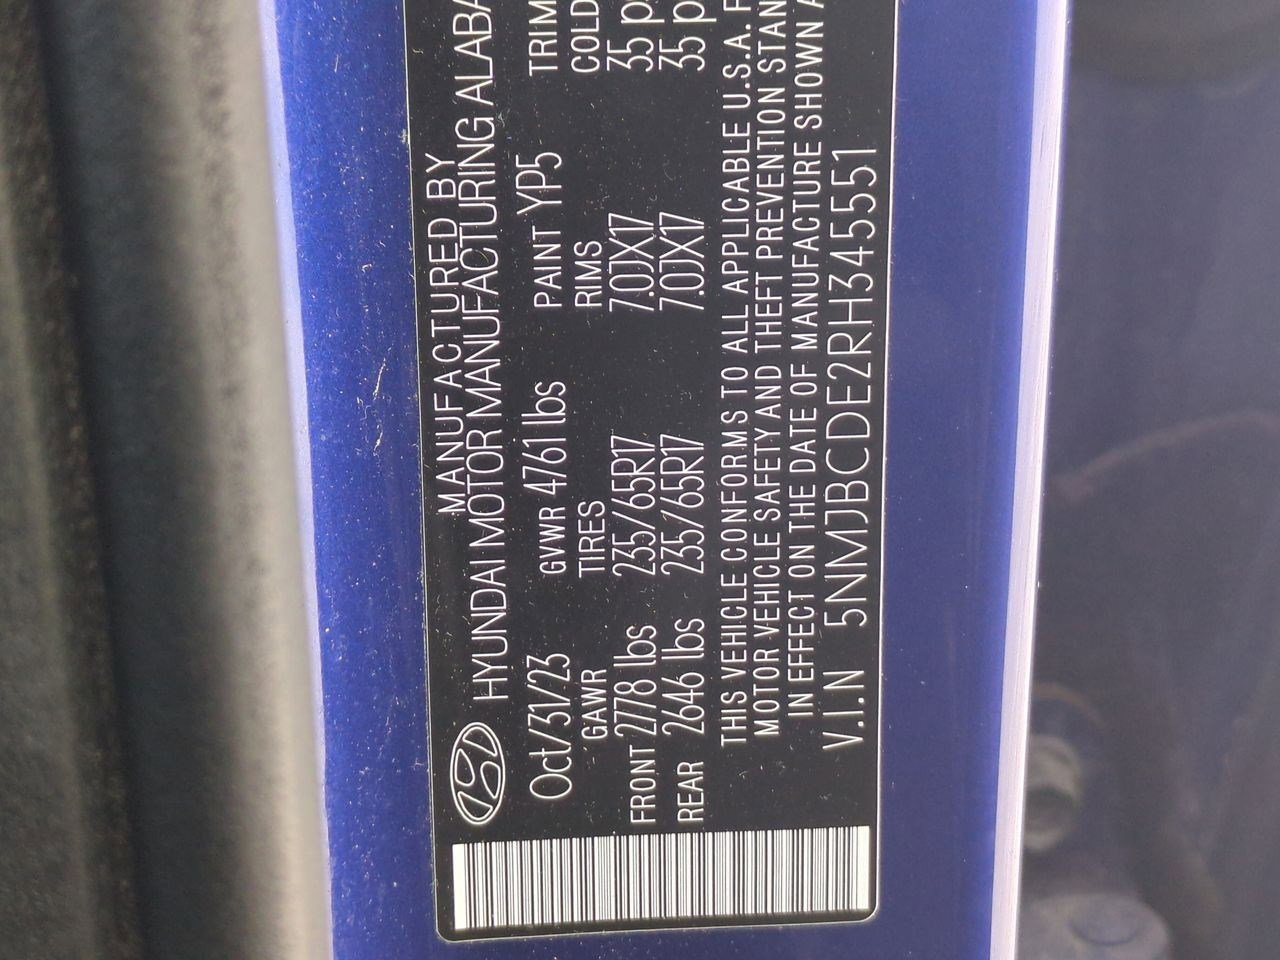 MANUFACTURED BY
HYUNDAI MOTOR MANUFACTURING ALABA
Oct/31/23 GVWR 4761 lbs PAINT YP5 TRIM
GAWR TIRES RIMS COLD
FRONT 2778 lbs 235/65R17 7.0JX17 35 p
REAR 2646 lbs 235/65R17 7.0JX17 35 p
THIS VEHICLE CONFORMS TO ALL APPLICABLE U.S.A. F
MOTOR VEHICLE SAFETY AND THEFT PREVENTION STAN
IN EFFECT ON THE DATE OF MANUFACTURE SHOWN A
V.I.N 5NMJBCDE2RH345551